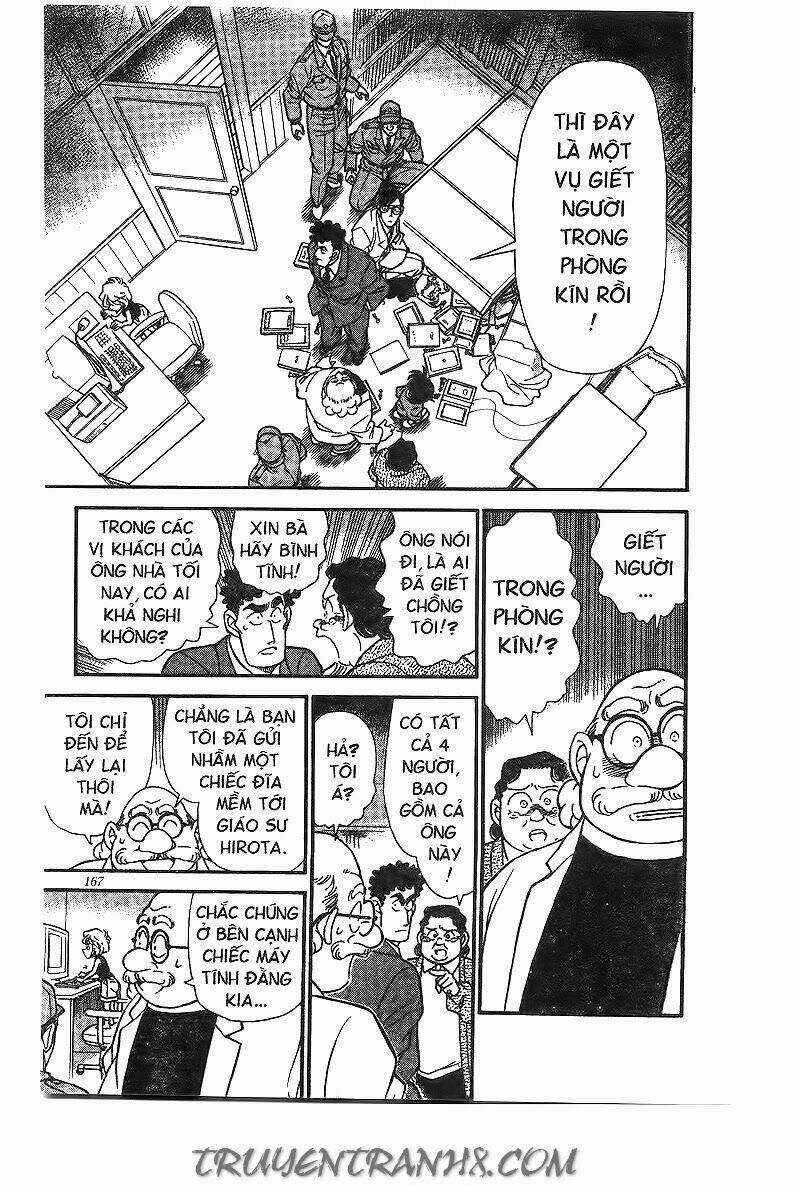 THÌ ĐÂY
LÀ MỘT
VỤ GIẾT
NGƯỜI
TRONG
PHÒNG
KÍN RỒI
!
GIẾT
NGƯỜI
...
TRONG
PHÒNG
KÍN!?
ÔNG NÓI
ĐI, LÀ AI
ĐÃ GIẾT
CHỒNG
TÔI!?
XIN BÀ
HÃY BÌNH
TĨNH!
TRONG CÁC
VỊ KHÁCH CỦA
ÔNG NHÀ TỐI
NAY, CÓ AI
KHẢ NGHI
KHÔNG?
CÓ TẤT
CẢ 4
NGƯỜI,
BAO
GỒM CẢ
ÔNG
NÀY
!
HẢ?
TÔI
Á?
CHẲNG LÀ BẠN
TÔI ĐÃ GỬI
NHẦM MỘT
CHIẾC ĐĨA
MỀM TỚI
GIÁO SƯ
HIROTA.
TÔI CHỈ
ĐẾN ĐỂ
LẤY LẠI
THÔI
MÀ!
167
CHẮC CHÚNG
Ở BÊN CẠNH
CHIẾC MÁY
TÍNH ĐẰNG
KIA...
TRUYENTRANH8.COM